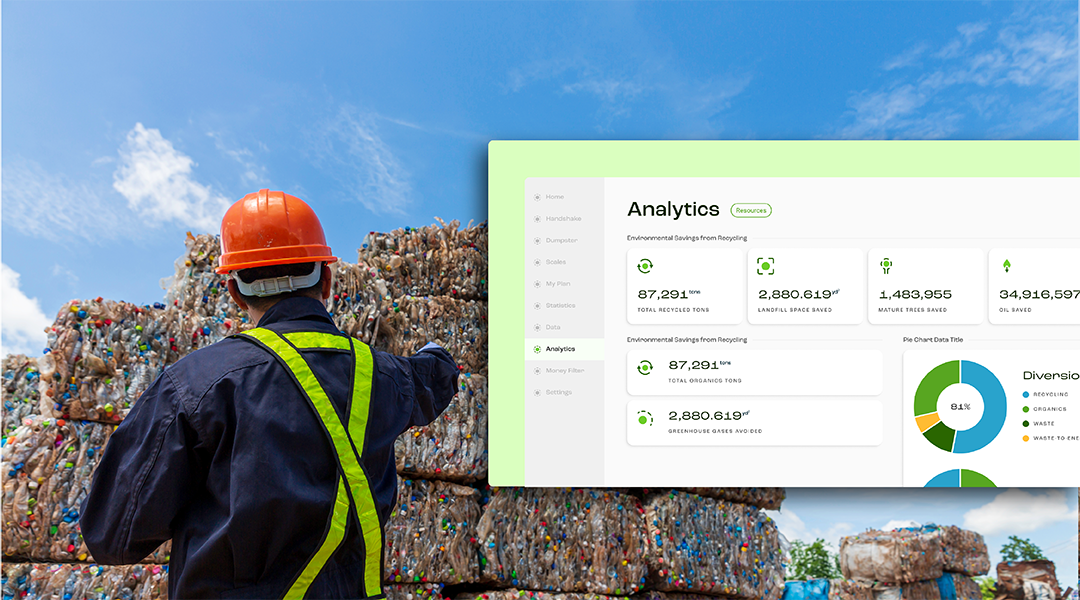 Home
Handshake
Dumpster
Scales
My Plan
Statistics
Data
Analytics
Money Filter
Settings
Analytics
Resources
Environmental Savings from Recycling
87,291 tons
TOTAL RECYCLED TONS
2,880.619 yd³
LANDFILL SPACE SAVED
1,483,955
MATURE TREES SAVED
34,916,597
OIL SAVED
Environmental Savings from Recycling
87,291 tons
TOTAL ORGANICS TONS
2,880.619 yd³
GREENHOUSE GASES AVOIDED
Pie Chart Data Title
81%
Diversio
RECYCLING
ORGANICS
WASTE
WASTE-TO-ENE